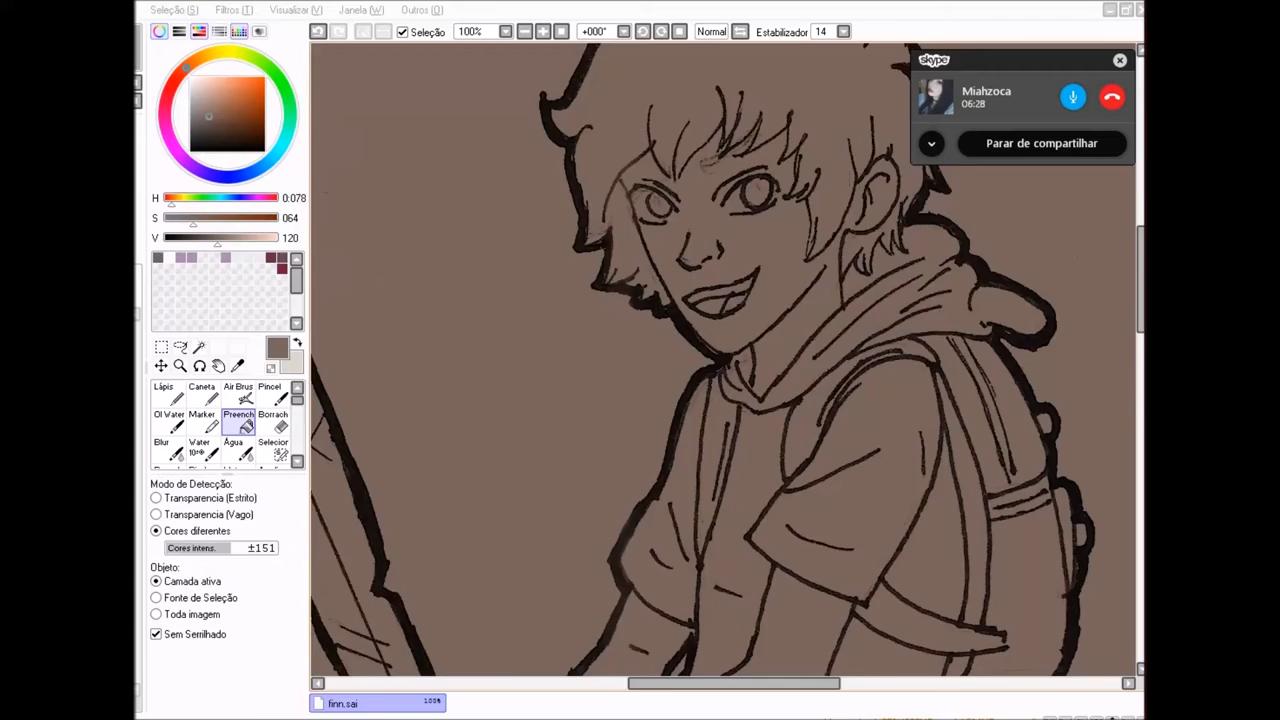 Seleção (S) Filtros (T) Visualizar (V) Janela (W) Outros (O)
Seleção 100% +000° Normal Estabilizador 14
skype
Miahzoca
06:28
Parar de compartilhar
H 0:078
S 064
V 120
Lápis Caneta Air Brus Pincel
Ol Water Marker Preench Borrach
Blur Water Água Selecior
10:
Modo de Detecção:
Transparencia (Estrito)
Transparencia (Vago)
Cores diferentes
Cores intens. ±151
Objeto:
Camada ativa
Fonte de Seleção
Toda imagem
Sem Serrilhado
finn.sai 100%